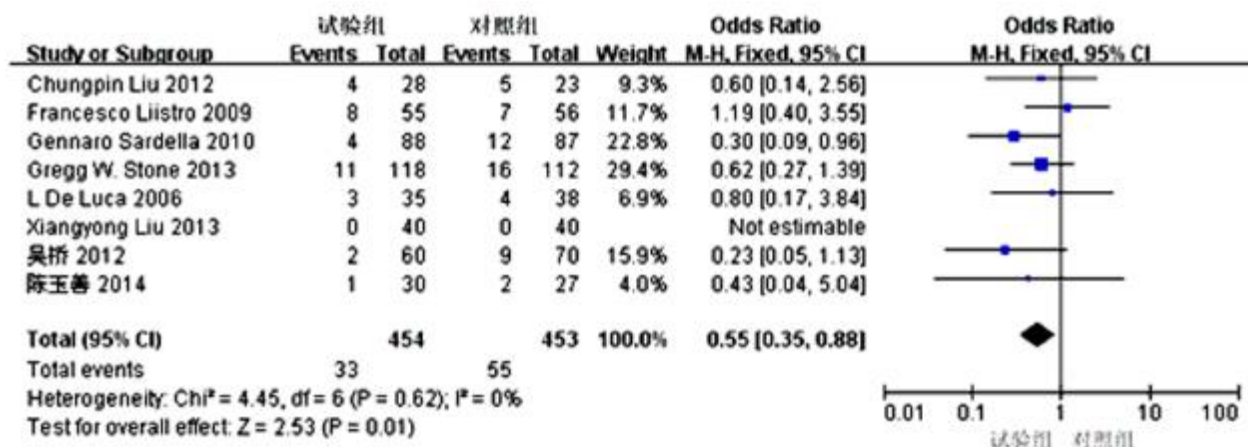 试验组 对照组 Odds Ratio Odds Ratio
Study or Subgroup Events Total Events Total Weight M-H, Fixed, 95% CI M-H, Fixed, 95% CI
Chungpin Liu 2012 4 28 5 23 9.3% 0.60 [0.14, 2.56]
Francesco Liistro 2009 8 55 7 56 11.7% 1.19 [0.40, 3.55]
Gennaro Sardella 2010 4 88 12 87 22.8% 0.30 [0.09, 0.96]
Gregg W. Stone 2013 11 118 16 112 29.4% 0.62 [0.27, 1.39]
L De Luca 2006 3 35 4 38 6.9% 0.80 [0.17, 3.84]
Xiangyong Liu 2013 0 40 0 40 Not estimable
吴桥 2012 2 60 9 70 15.9% 0.23 [0.05, 1.13]
陈玉善 2014 1 30 2 27 4.0% 0.43 [0.04, 5.04]
Total (95% CI) 454 453 100.0% 0.55 [0.35, 0.88]
Total events 33 55
Heterogeneity: Chi² = 4.45, df = 6 (P = 0.62); I² = 0%
Test for overall effect: Z = 2.53 (P = 0.01)
0.01 0.1 1 10 100
试验组 对照组